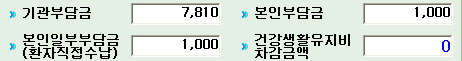 기관부담금 7,810 본인부담금 1,000
본인일부부담금
(환자직접수납) 1,000 건강생활유지비
차감금액 0